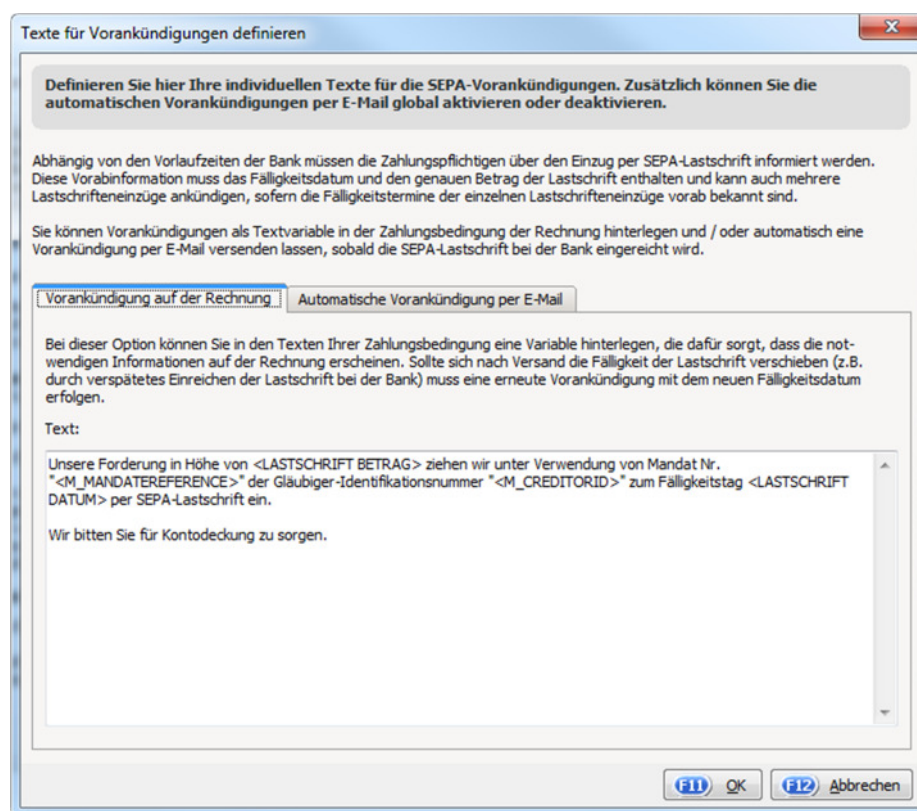 Texte für Vorankündigungen definieren
Definieren Sie hier Ihre individuellen Texte für die SEPA-Vorankündigungen. Zusätzlich können Sie die
automatischen Vorankündigungen per E-Mail global aktivieren oder deaktivieren.
Abhängig von den Vorlaufzeiten der Bank müssen die Zahlungspflichtigen über den Einzug per SEPA-Lastschrift informiert werden.
Diese Vorabinformation muss das Fälligkeitsdatum und den genauen Betrag der Lastschrift enthalten und kann auch mehrere
Lastschrifteneinzüge ankündigen, sofern die Fälligkeitstermine der einzelnen Lastschrifteneinzüge vorab bekannt sind.
Sie können Vorankündigungen als Textvariable in der Zahlungsbedingung der Rechnung hinterlegen und / oder automatisch eine
Vorankündigung per E-Mail versenden lassen, sobald die SEPA-Lastschrift bei der Bank eingereicht wird.
Vorankündigung auf der Rechnung Automatische Vorankündigung per E-Mail
Bei dieser Option können Sie in den Texten Ihrer Zahlungsbedingung eine Variable hinterlegen, die dafür sorgt, dass die not-
wendigen Informationen auf der Rechnung erscheinen. Sollte sich nach Versand die Fälligkeit der Lastschrift verschieben (z.B.
durch verspätetes Einreichen der Lastschrift bei der Bank) muss eine erneute Vorankündigung mit dem neuen Fälligkeitsdatum
erfolgen.
Text:
Unsere Forderung in Höhe von <LASTSCHRIFT BETRAG> ziehen wir unter Verwendung von Mandat Nr.
"<M_MANDATEREFERENCE>" der Gläubiger-Identifikationsnummer "<M_CREDITORID>" zum Fälligkeitstag <LASTSCHRIFT
DATUM> per SEPA-Lastschrift ein.
Wir bitten Sie für Kontodeckung zu sorgen.
F11 OK F12 Abbrechen